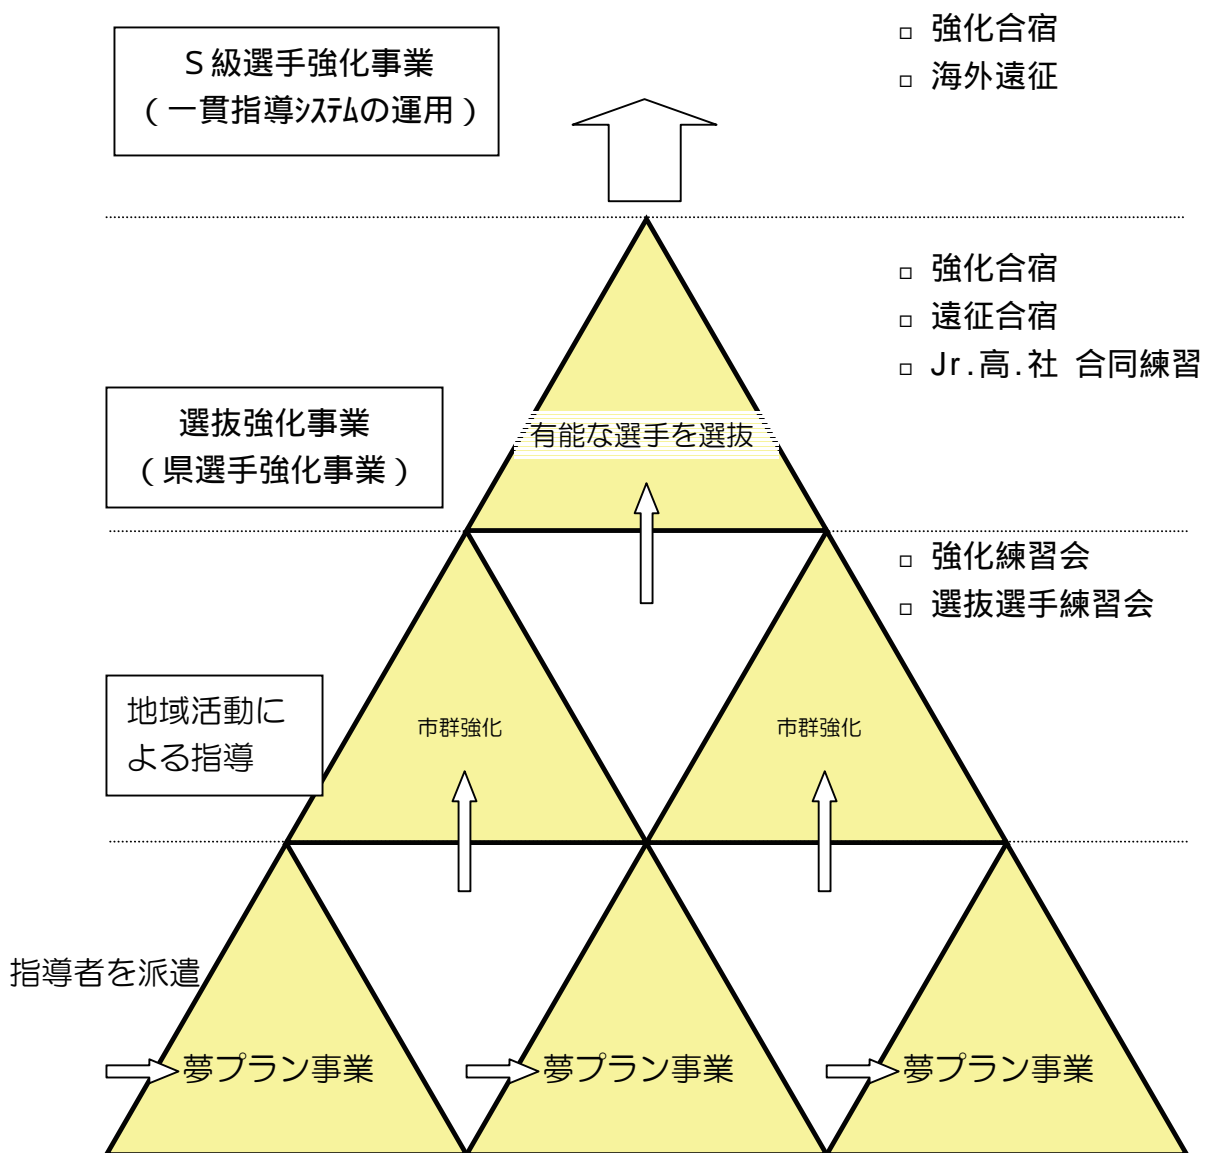 S級選手強化事業
(一貫指導ｼｽﾃﾑの運用)
□ 強化合宿
□ 海外遠征
□ 強化合宿
□ 遠征合宿
□ Jr.高.社 合同練習
選抜強化事業
(県選手強化事業)
有能な選手を選抜
□ 強化練習会
□ 選抜選手練習会
地域活動に
よる指導
市群強化
市群強化
指導者を派遣
夢プラン事業
夢プラン事業
夢プラン事業